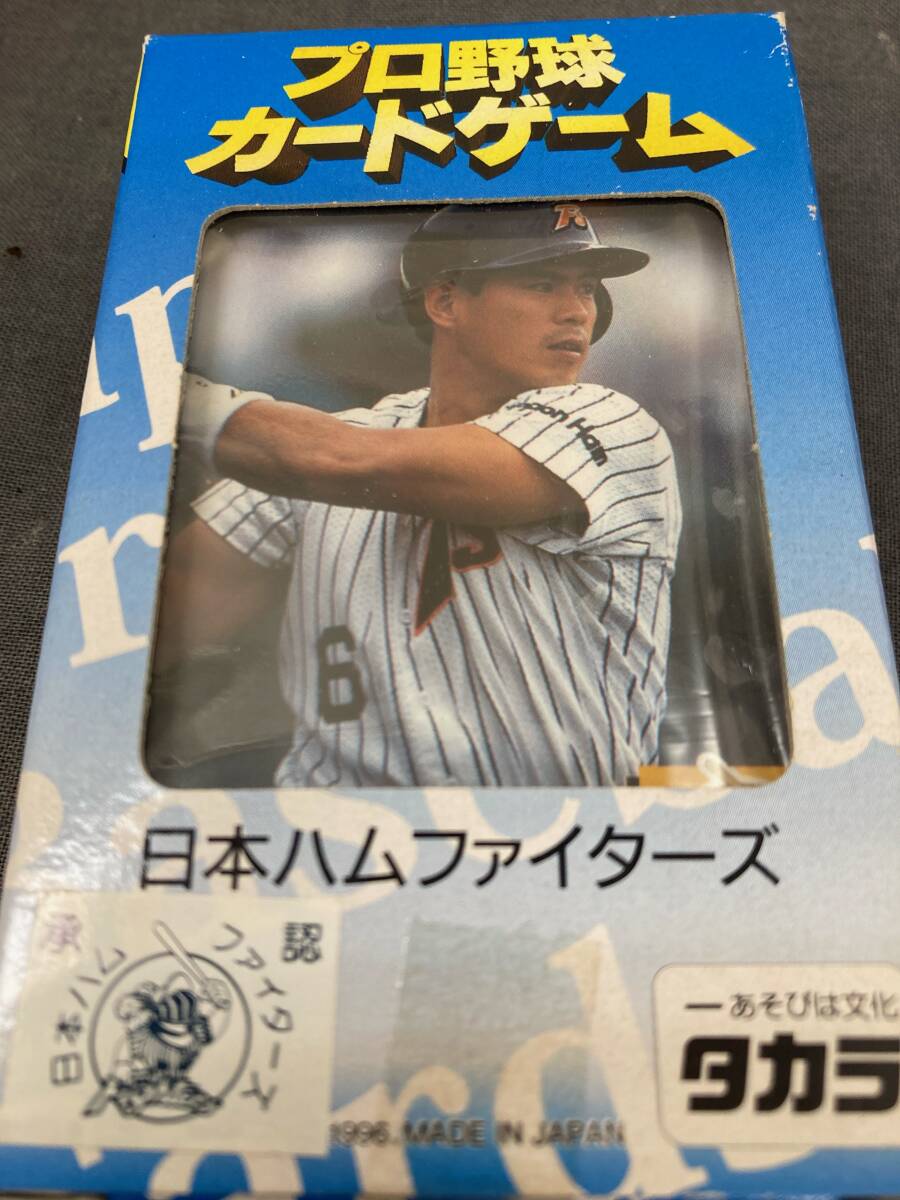 プロ野球
カードゲーム
Nippon Ham
6
日本ハムファイターズ
承認
日本ハム
ファイターズ
あそびは文化
タカラ
1996. MADE IN JAPAN